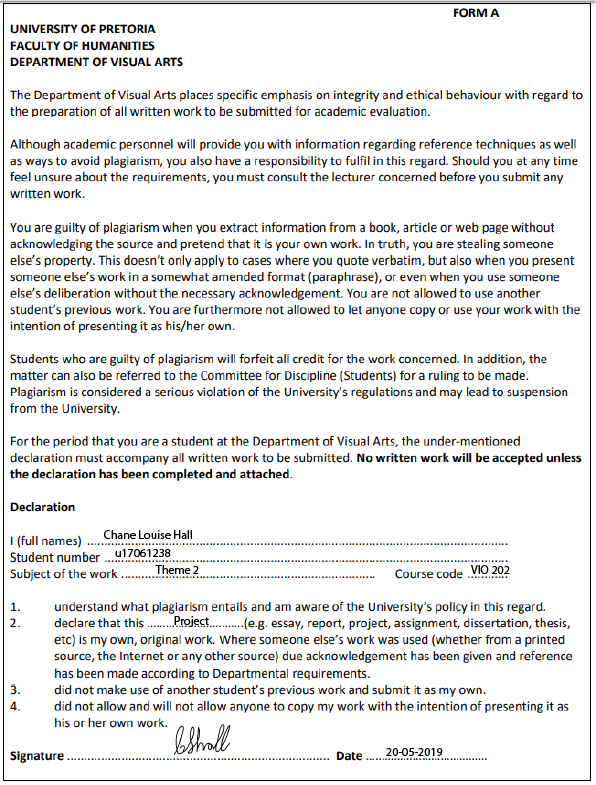 FORM A
UNIVERSITY OF PRETORIA
FACULTY OF HUMANITIES
DEPARTMENT OF VISUAL ARTS
The Department of Visual Arts places specific emphasis on integrity and ethical behaviour with regard to
the preparation of all written work to be submitted for academic evaluation.
Although academic personnel will provide you with information regarding reference techniques as well
as ways to avoid plagiarism, you also have a responsibility to fulfil in this regard. Should you at any time
feel unsure about the requirements, you must consult the lecturer concerned before you submit any
written work.
You are guilty of plagiarism when you extract information from a book, article or web page without
acknowledging the source and pretend that it is your own work. In truth, you are stealing someone
else's property. This doesn't only apply to cases where you quote verbatim, but also when you present
someone else's work in a somewhat amended format (paraphrase), or even when you use someone
else's deliberation without the necessary acknowledgement. You are not allowed to use another
student's previous work. You are furthermore not allowed to let anyone copy or use your work with the
intention of presenting it as his/her own.
Students who are guilty of plagiarism will forfeit all credit for the work concerned. In addition, the
matter can also be referred to the Committee for Discipline (Students) for a ruling to be made.
Plagiarism is considered a serious violation of the University's regulations and may lead to suspension
from the University.
For the period that you are a student at the Department of Visual Arts, the under-mentioned
declaration must accompany all written work to be submitted. No written work will be accepted unless
the declaration has been completed and attached.
Declaration
I (full names) Chane Louise Hall
Student number u17061238
Subject of the work Theme 2 Course code VIO 202
1. understand what plagiarism entails and am aware of the University's policy in this regard.
2. declare that this Project (e.g. essay, report, project, assignment, dissertation, thesis,
etc) is my own, original work. Where someone else's work was used (whether from a printed
source, the Internet or any other source) due acknowledgement has been given and reference
has been made according to Departmental requirements.
3. did not make use of another student's previous work and submit it as my own.
4. did not allow and will not allow anyone to copy my work with the intention of presenting it as
his or her own work.
Signature Date 20-05-2019